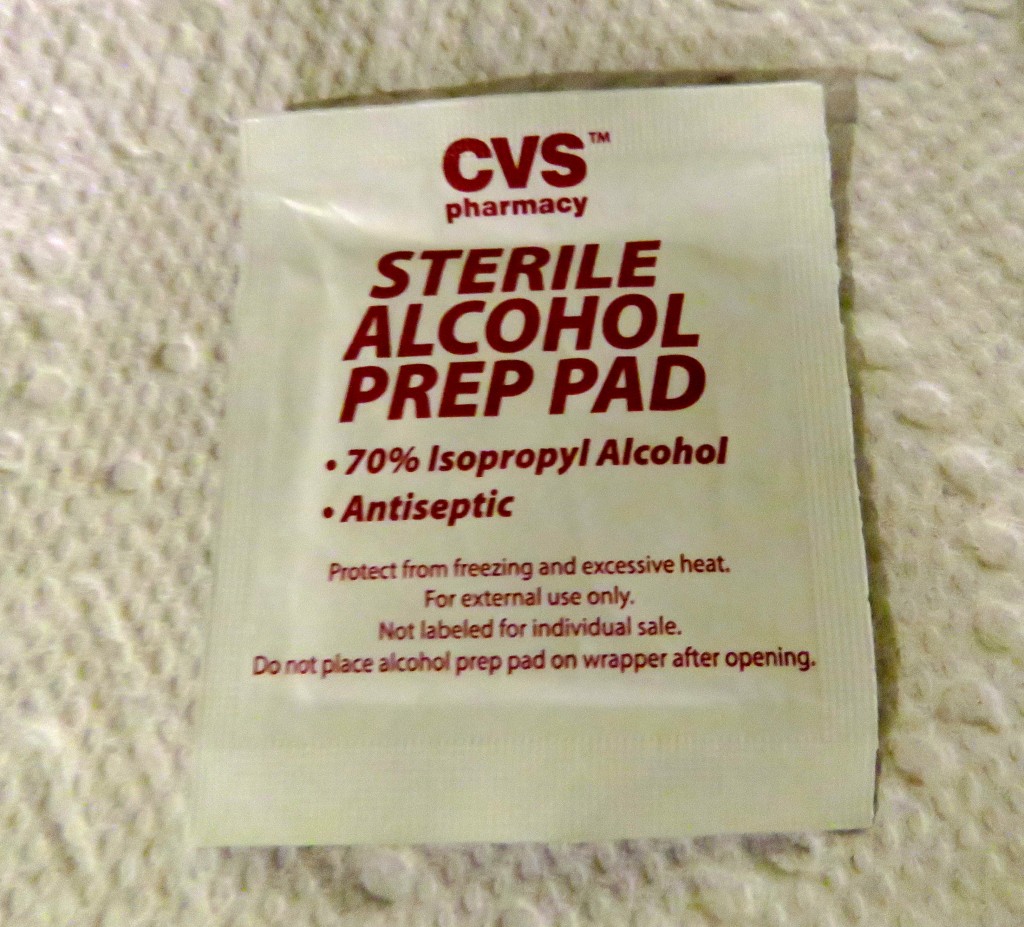 CVS™
pharmacy
STERILE
ALCOHOL
PREP PAD
• 70% Isopropyl Alcohol
• Antiseptic
Protect from freezing and excessive heat.
For external use only.
Not labeled for individual sale.
Do not place alcohol prep pad on wrapper after opening.